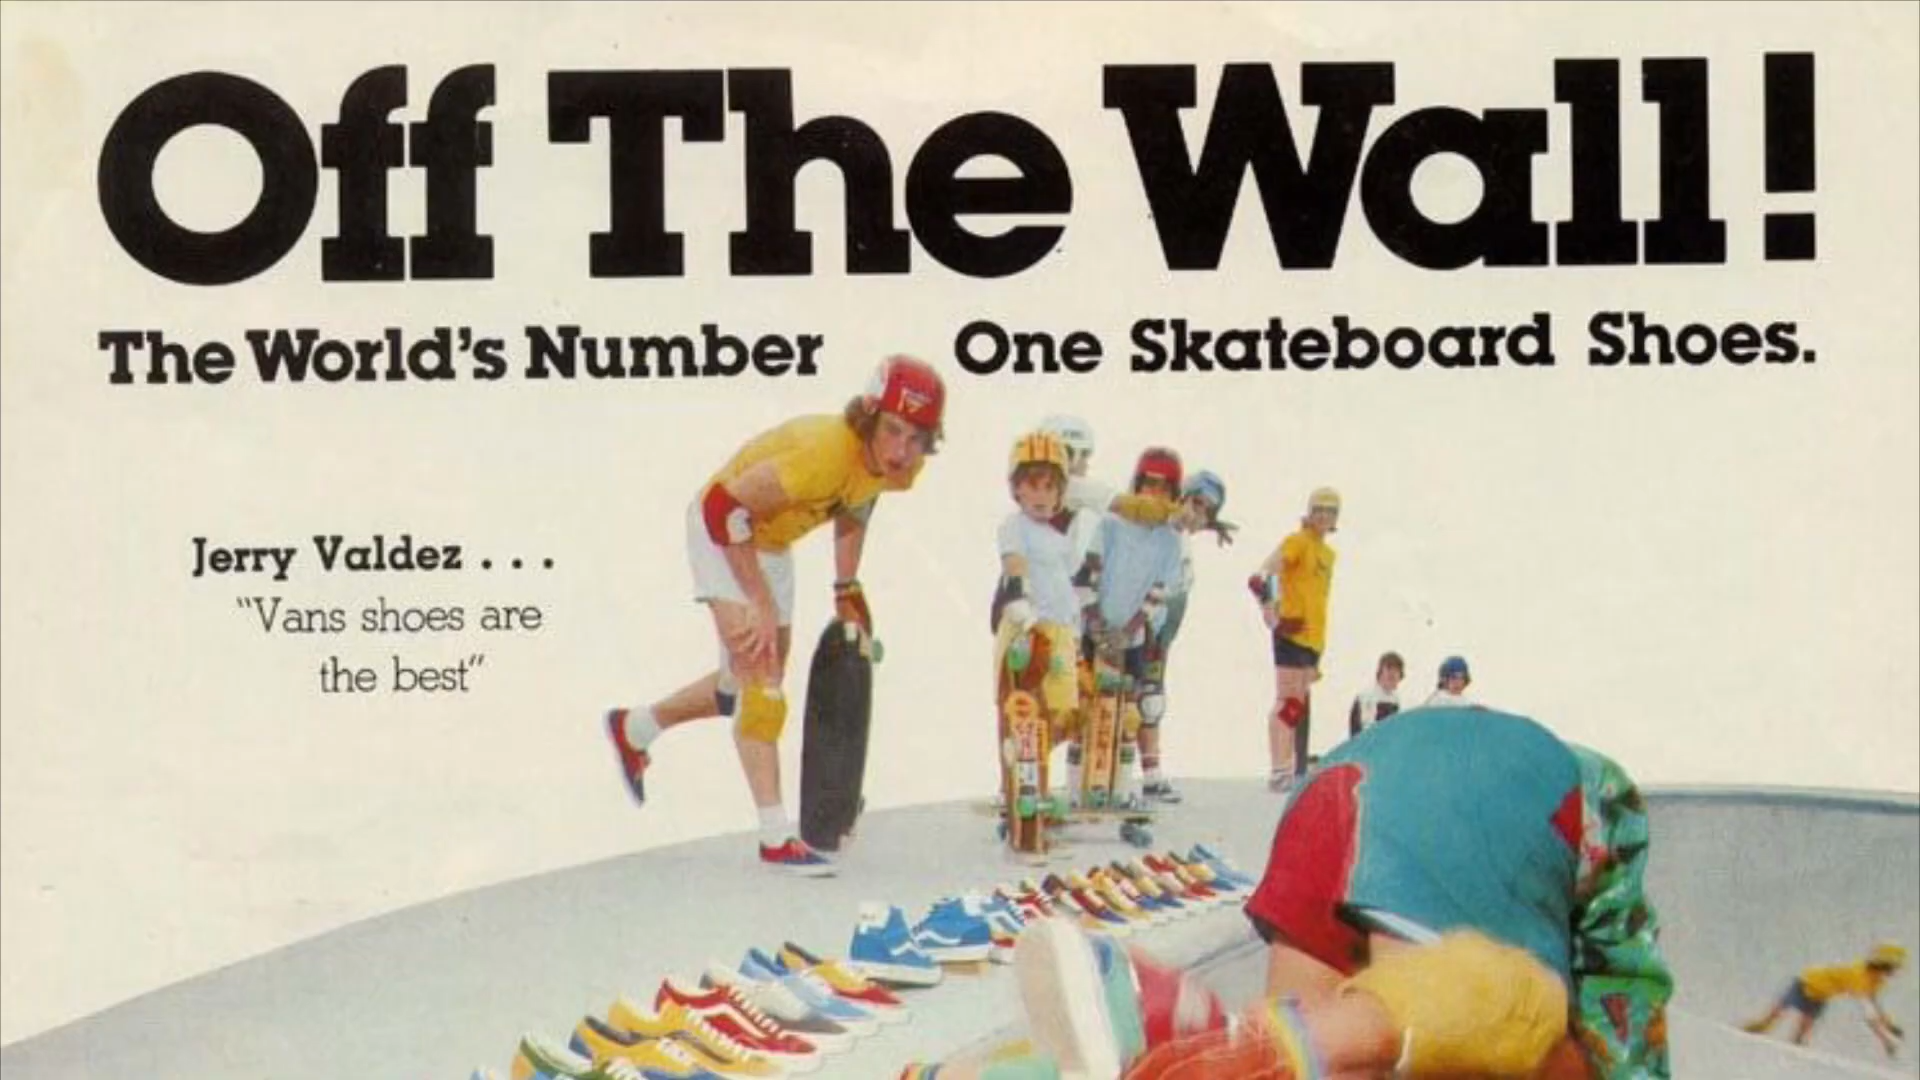 Off The Wall!
The World's Number One Skateboard Shoes.
Jerry Valdez . . .
"Vans shoes are
the best"